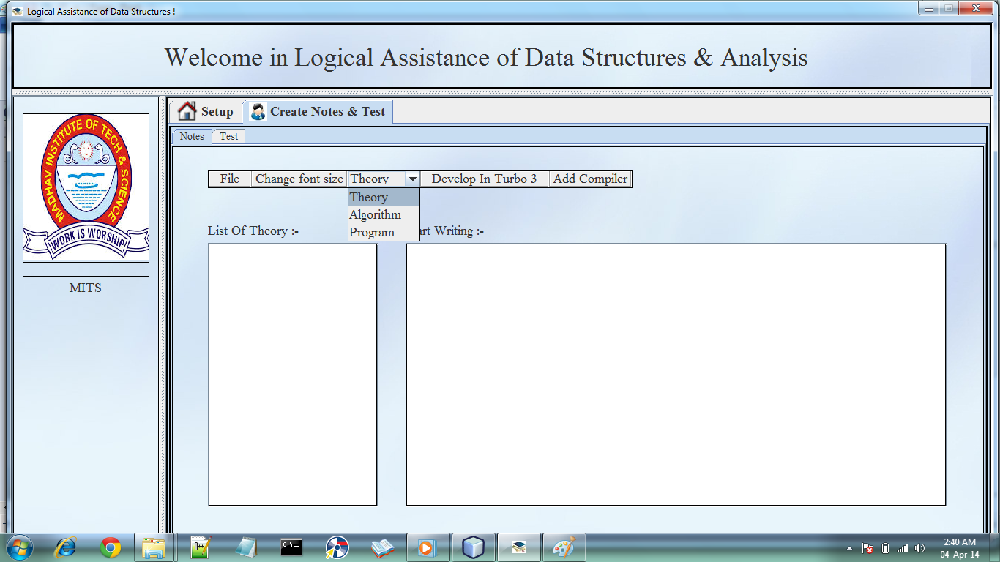 Logical Assistance of Data Structures !
Welcome in Logical Assistance of Data Structures & Analysis
MADHAV INSTITUTE OF TECH & SCIENCE
WORK IS WORSHIP
MITS
Setup
Create Notes & Test
Notes
Test
File
Change font size
Theory
Develop In Turbo 3
Add Compiler
Theory
Algorithm
Program
List Of Theory :-
art Writing :-
C:\
2:40 AM
04-Apr-14